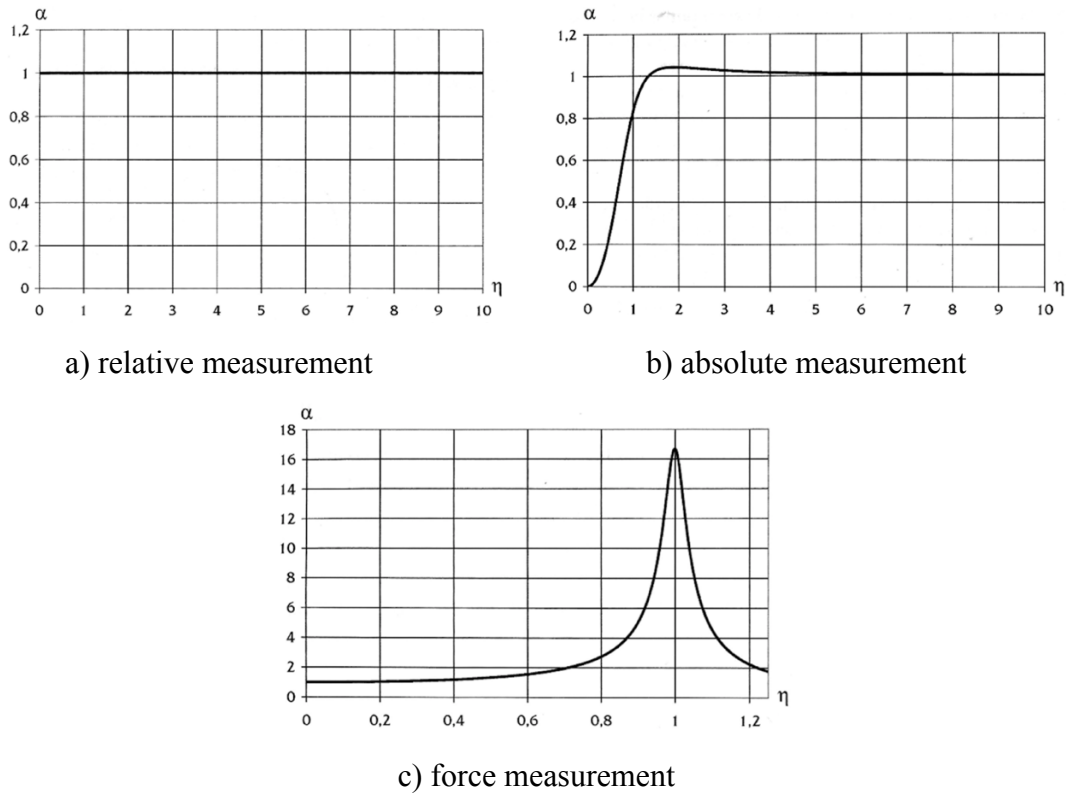 α
1,2
1
0,8
0,6
0,4
0,2
0
0 1 2 3 4 5 6 7 8 9 10
η
a) relative measurement
α
1,2
1
0,8
0,6
0,4
0,2
0
0 1 2 3 4 5 6 7 8 9 10
η
b) absolute measurement
α
18
16
14
12
10
8
6
4
2
0
0 0,2 0,4 0,6 0,8 1 1,2
η
c) force measurement